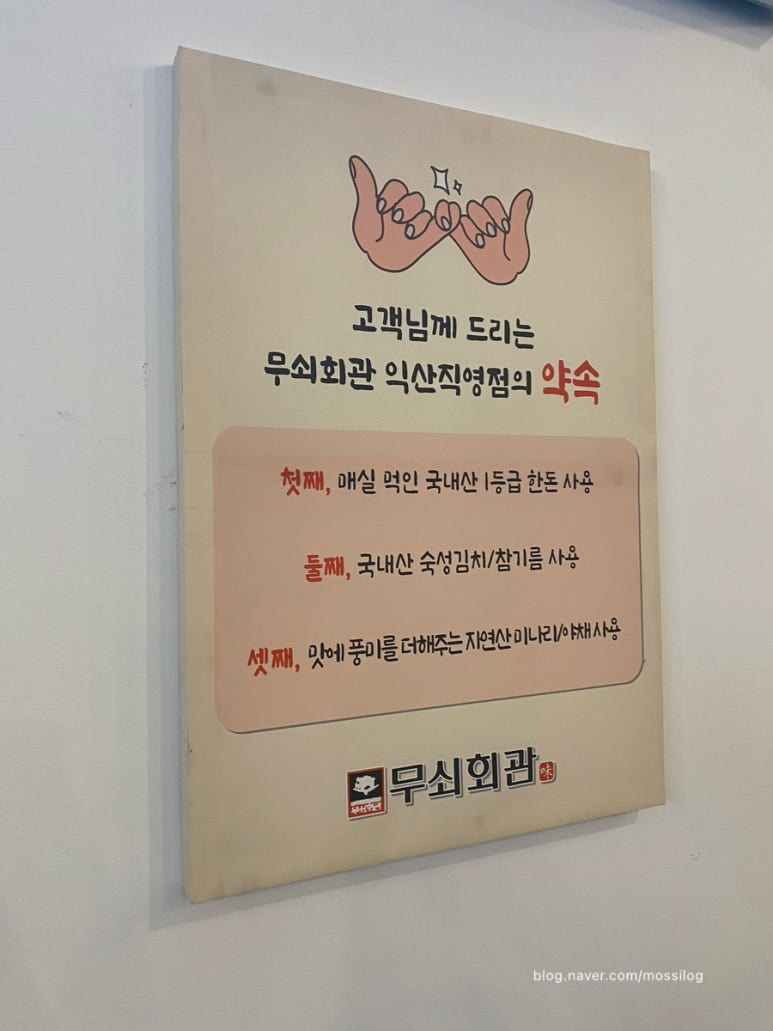 고객님께 드리는
무쇠회관 익산직영점의 약속
첫째, 매실 먹인 국내산 1등급 한돈 사용
둘째, 국내산 숙성김치/참기름 사용
셋째, 맛에 풍미를 더해주는 자연산 미나리/야채 사용
무쇠회관 味
blog.naver.com/mossilog